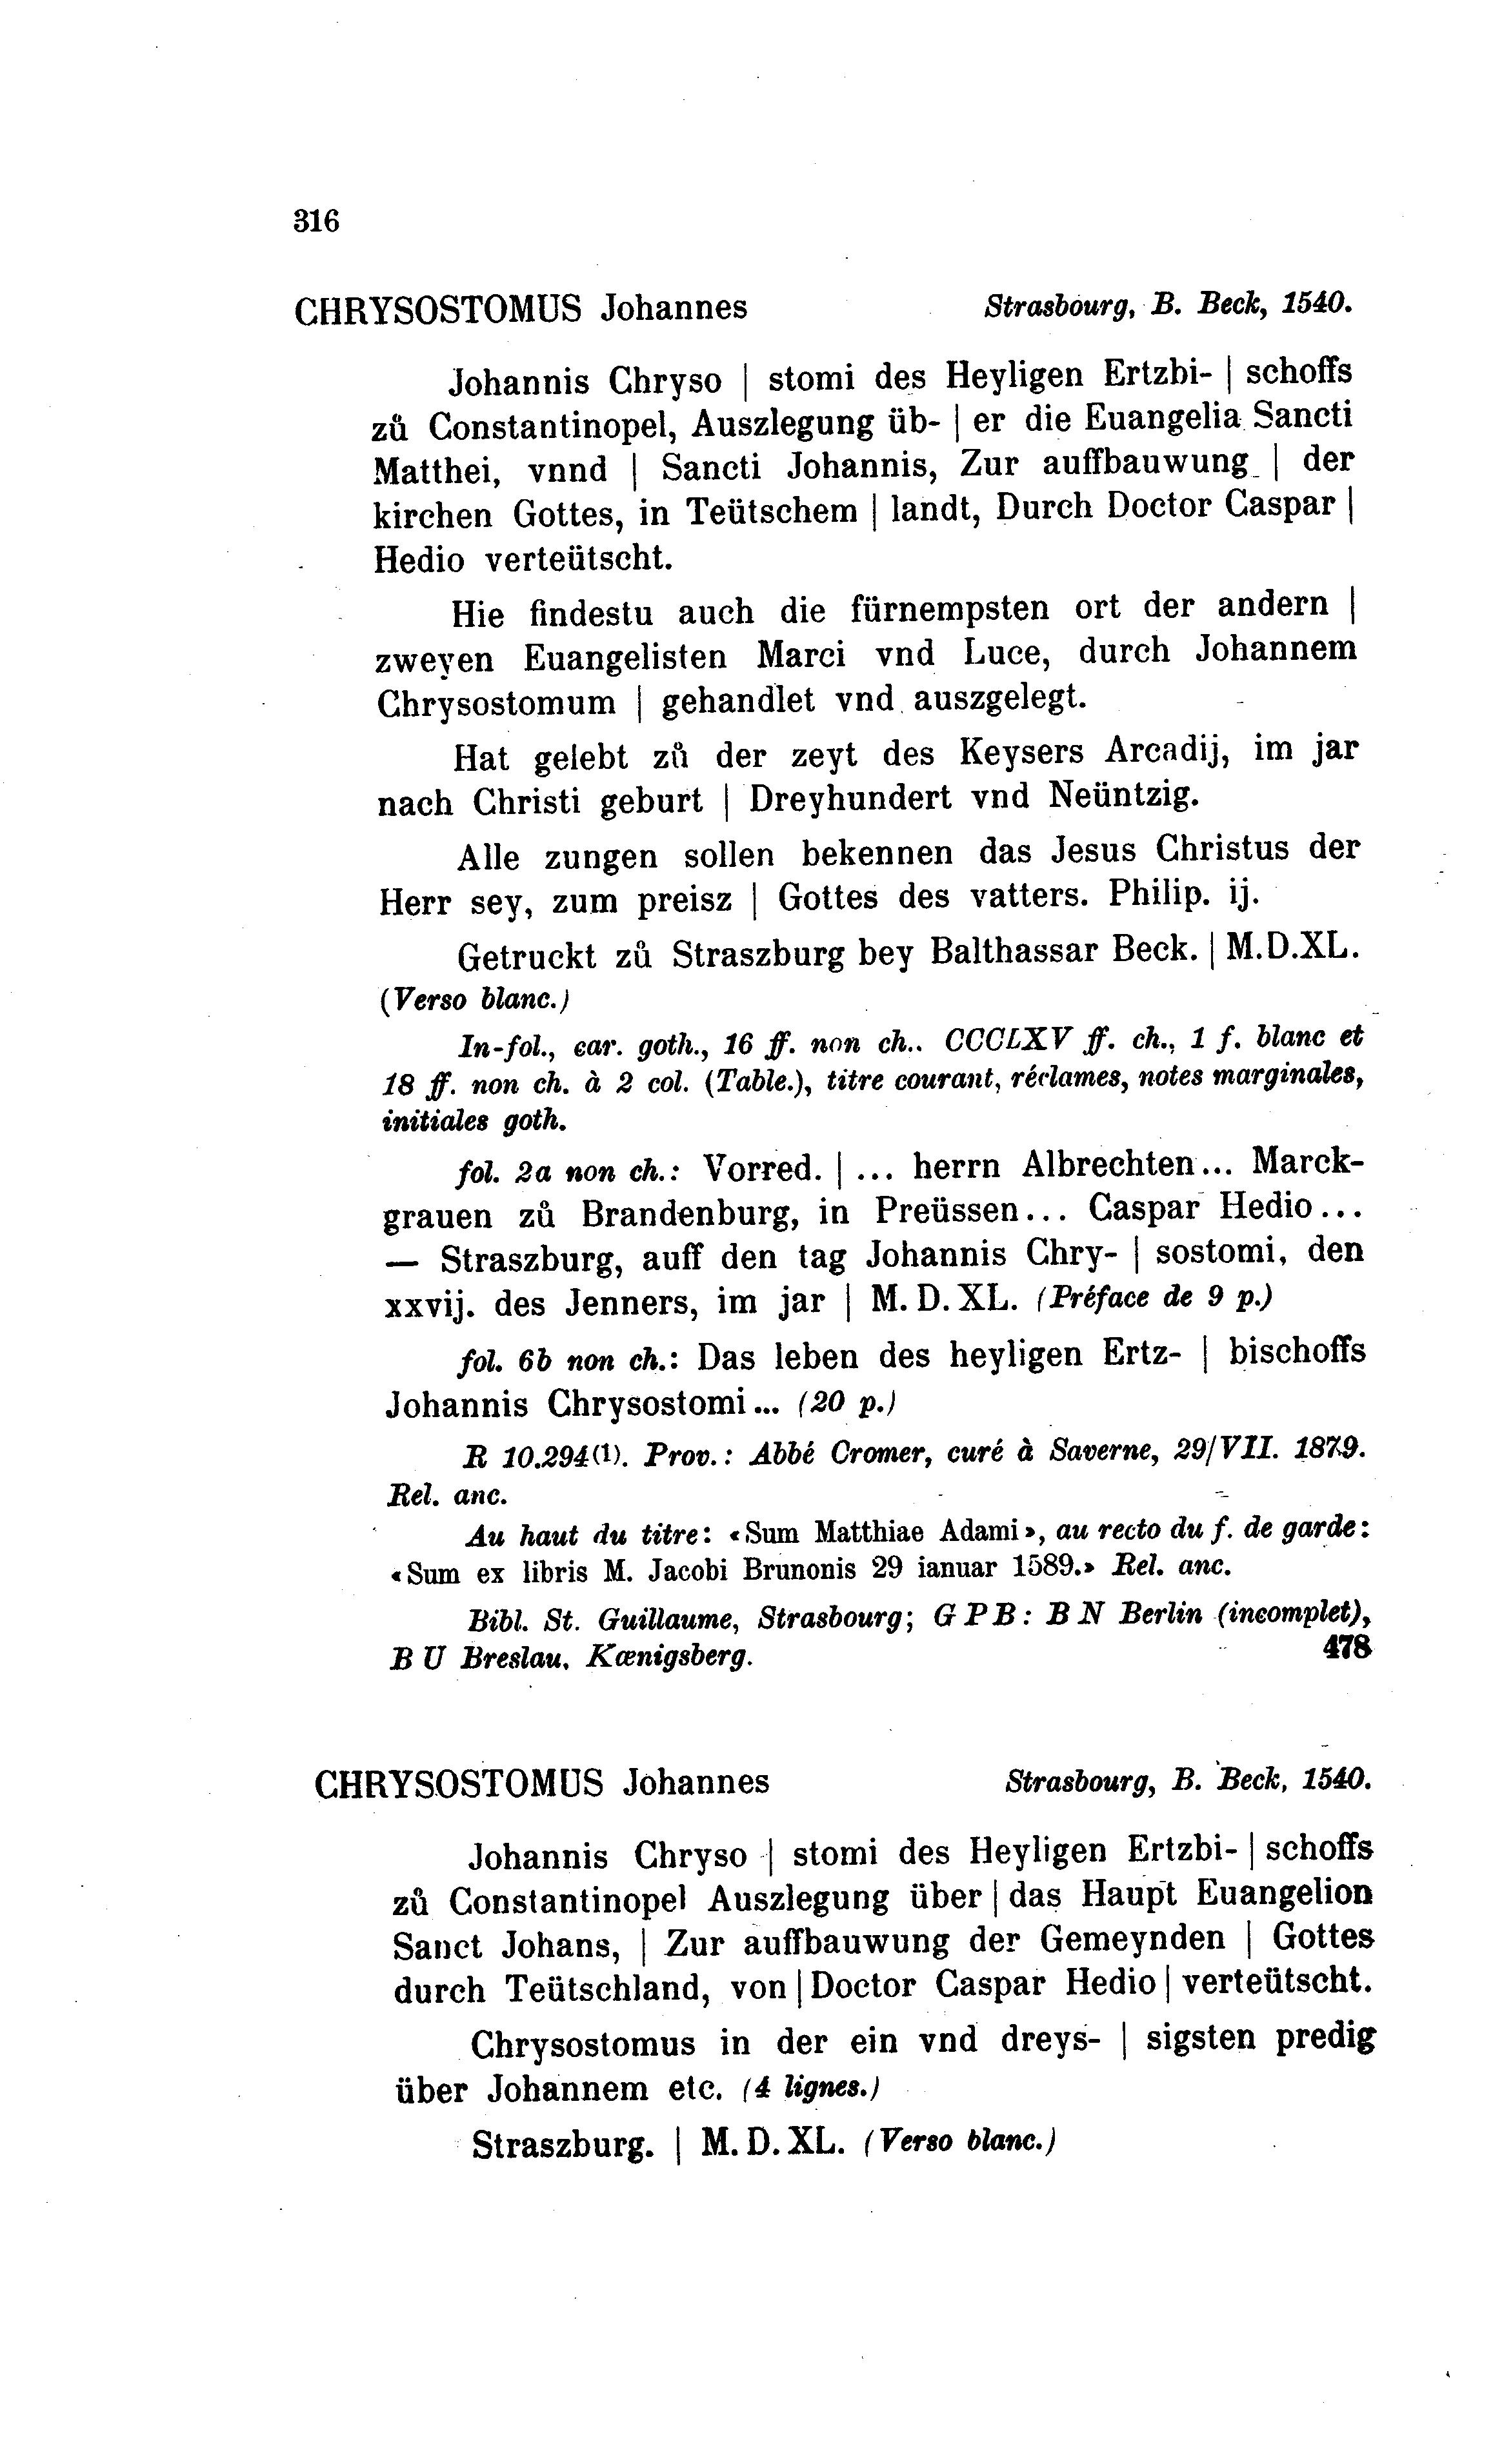 316
CHRYSOSTOMUS Johannes Strasbourg, B. Beck, 1540.
Johannis Chryso | stomi des Heyligen Ertzbi- | schoffs
zů Constantinopel, Auszlegung üb- | er die Euangelia Sancti
Matthei, vnnd | Sancti Johannis, Zur auffbauwung | der
kirchen Gottes, in Teütschem | landt, Durch Doctor Caspar |
Hedio verteütscht.
Hie findestu auch die fürnempsten ort der andern |
zweyen Euangelisten Marci vnd Luce, durch Johannem
Chrysostomum | gehandlet vnd auszgelegt.
Hat gelebt zů der zeyt des Keysers Arcadij, im jar
nach Christi geburt | Dreyhundert vnd Neüntzig.
Alle zungen sollen bekennen das Jesus Christus der
Herr sey, zum preisz | Gottes des vatters. Philip. ij.
Getruckt zů Straszburg bey Balthassar Beck. | M.D.XL.
(Verso blanc.)
In-fol., car. goth., 16 ff. non ch.. CCCLXV ff. ch., 1 f. blanc et
18 ff. non ch. à 2 col. (Table.), titre courant, réclames, notes marginales,
initiales goth.
fol. 2a non ch.: Vorred. | ... herrn Albrechten... Marck-
grauen zů Brandenburg, in Preüssen... Caspar Hedio...
— Straszburg, auff den tag Johannis Chry- | sostomi, den
xxvij. des Jenners, im jar | M. D. XL. (Préface de 9 p.)
fol. 6b non ch.: Das leben des heyligen Ertz- | bischoffs
Johannis Chrysostomi... (20 p.)
R 10.294(1). Prov.: Abbé Cromer, curé à Saverne, 29/VII. 1879.
Rel. anc.
Au haut du titre: «Sum Matthiae Adami», au recto du f. de garde:
«Sum ex libris M. Jacobi Brunonis 29 ianuar 1589.» Rel. anc.
Bibl. St. Guillaume, Strasbourg; G P B: B N Berlin (incomplet),
B U Breslau, Kœnigsberg. 478
CHRYSOSTOMUS Johannes Strasbourg, B. Beck, 1540.
Johannis Chryso | stomi des Heyligen Ertzbi- | schoffs
zů Constantinopel Auszlegung über | das Haupt Euangelion
Sanct Johans, | Zur auffbauwung der Gemeynden | Gottes
durch Teütschland, von | Doctor Caspar Hedio | verteütscht.
Chrysostomus in der ein vnd dreys- | sigsten predig
über Johannem etc. (4 lignes.)
Straszburg. | M. D. XL. (Verso blanc.)